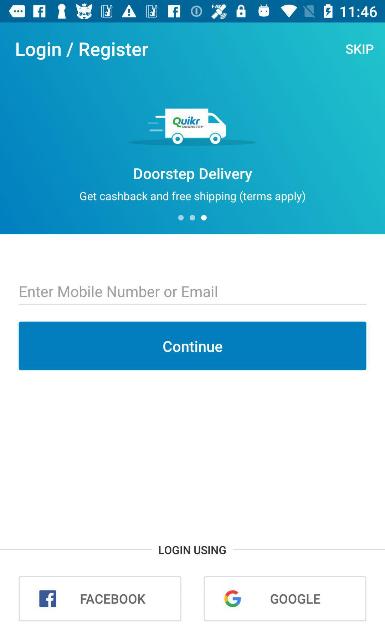 11:46
Login / Register
SKIP
Quikr
Doorstep Delivery
Get cashback and free shipping (terms apply)
Enter Mobile Number or Email
Continue
LOGIN USING
FACEBOOK
GOOGLE